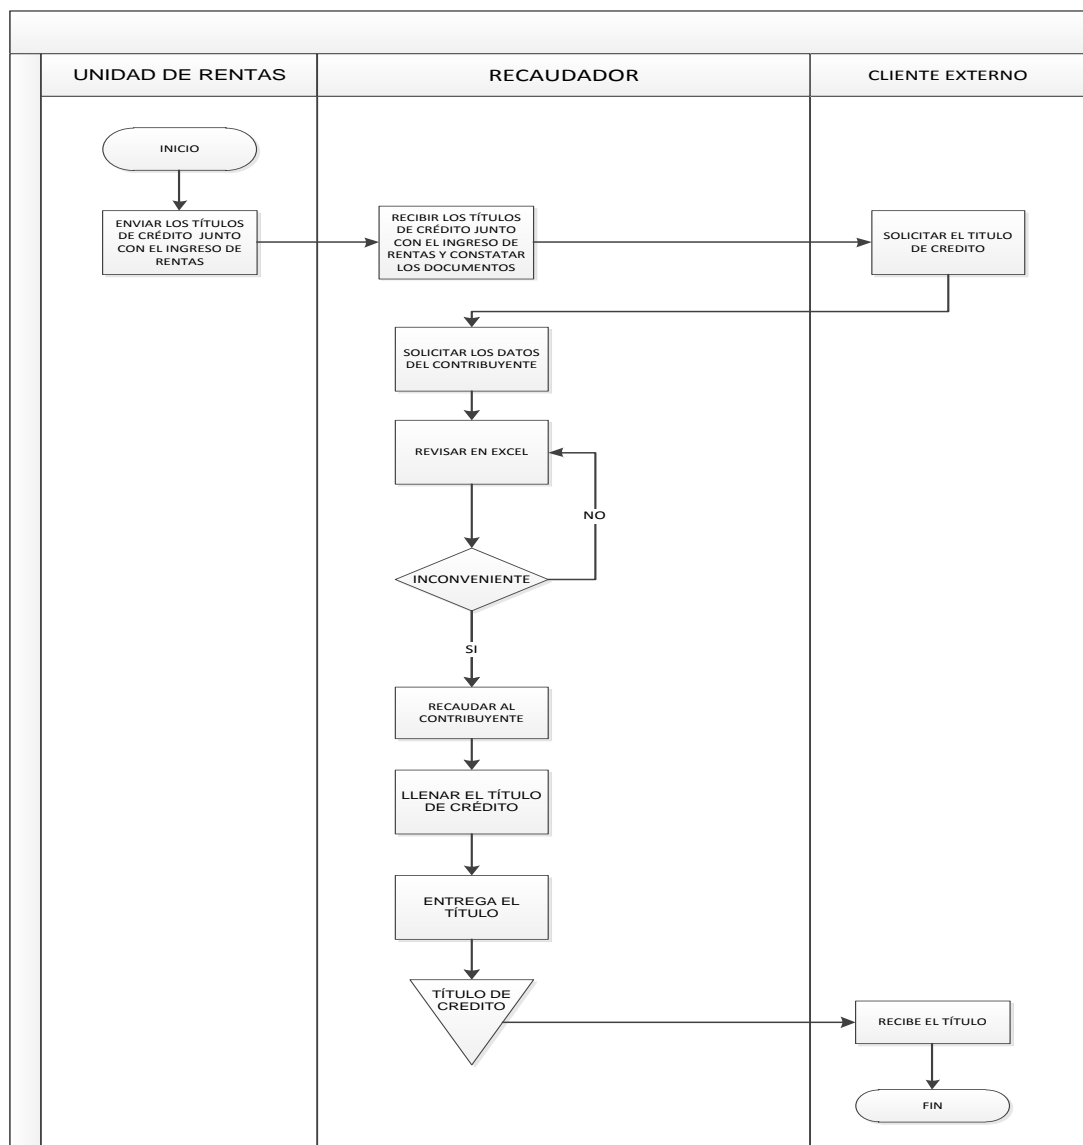 UNIDAD DE RENTAS
RECAUDADOR
CLIENTE EXTERNO
INICIO
ENVIAR LOS TÍTULOS
DE CRÉDITO JUNTO
CON EL INGRESO DE
RENTAS
RECIBIR LOS TÍTULOS
DE CRÉDITO JUNTO
CON EL INGRESO DE
RENTAS Y CONSTATAR
LOS DOCUMENTOS
SOLICITAR EL TITULO
DE CREDITO
SOLICITAR LOS DATOS
DEL CONTRIBUYENTE
REVISAR EN EXCEL
NO
INCONVENIENTE
SI
RECAUDAR AL
CONTRIBUYENTE
LLENAR EL TÍTULO
DE CRÉDITO
ENTREGA EL
TÍTULO
TÍTULO DE
CREDITO
RECIBE EL TÍTULO
FIN